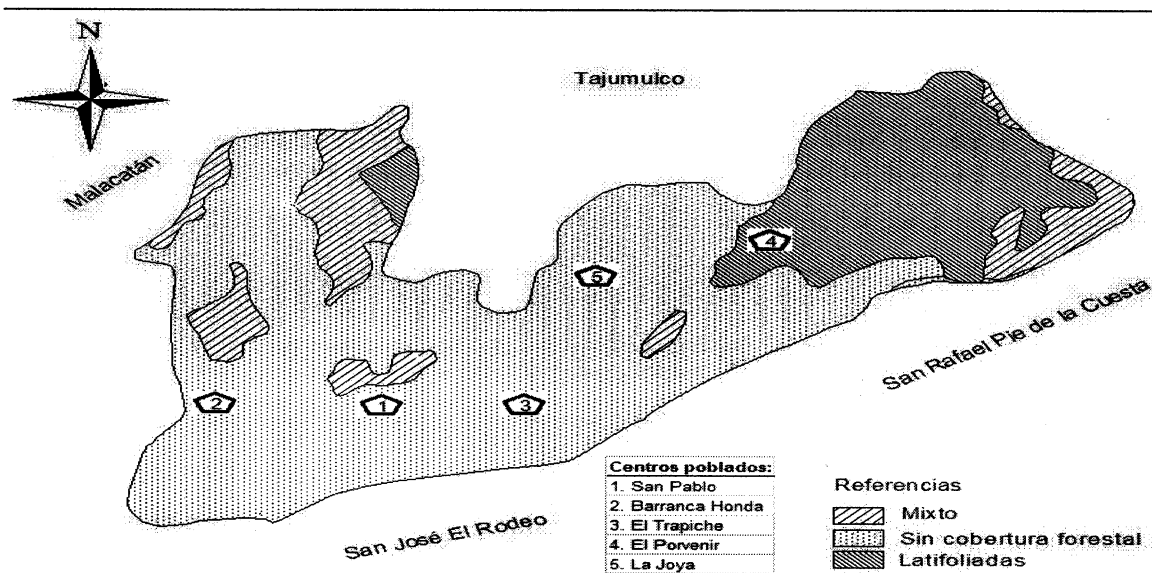 N
Tajumulco
Malacatán
4
5
2
1
3
San Rafael Pie de la Cuesta
San José El Rodeo
Centros poblados:
1. San Pablo
2. Barranca Honda
3. El Trapiche
4. El Porvenir
5. La Joya
Referencias
Mixto
Sin cobertura forestal
Latifoliadas